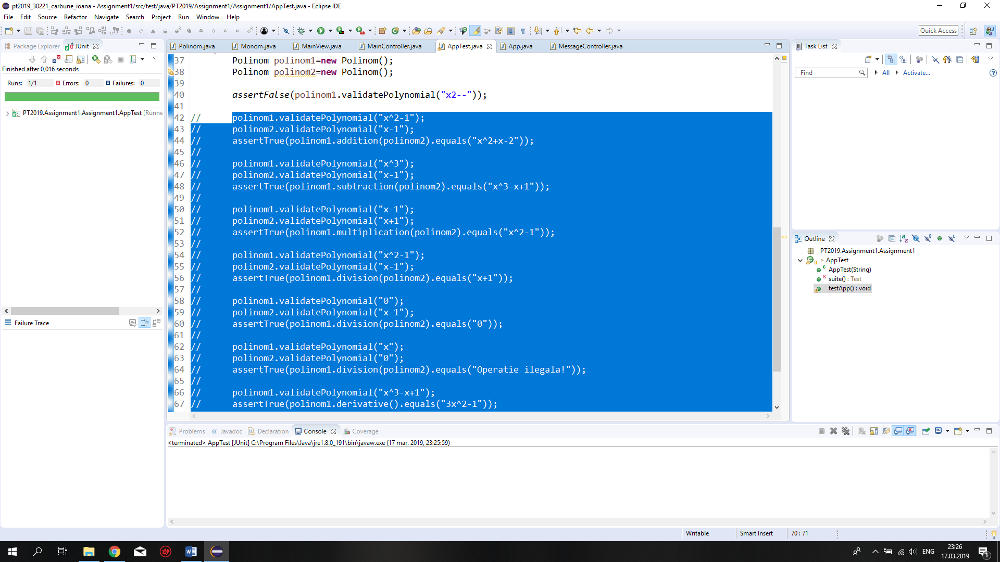 pt2019_30221_carbune_ioana - Assignment1/src/test/java/PT2019/Assignment1/Assignment1/AppTest.java - Eclipse IDE
File Edit Source Refactor Navigate Search Project Run Window Help
Quick Access
Package Explorer JUnit
Finished after 0,016 seconds
Runs: 1/1 Errors: 0 Failures: 0
PT2019.Assignment1.Assignment1.AppTest [Runne
Failure Trace
Polinom.java Monom.java MainView.java MainController.java AppTest.java App.java MessageController.java
37 Polinom polinom1=new Polinom();
38 Polinom polinom2=new Polinom();
39
40 assertFalse(polinom1.validatePolynomial("x2--"));
41
42 // polinom1.validatePolynomial("x^2-1");
43 // polinom2.validatePolynomial("x-1");
44 // assertTrue(polinom1.addition(polinom2).equals("x^2+x-2"));
45 //
46 // polinom1.validatePolynomial("x^3");
47 // polinom2.validatePolynomial("x-1");
48 // assertTrue(polinom1.subtraction(polinom2).equals("x^3-x+1"));
49 //
50 // polinom1.validatePolynomial("x-1");
51 // polinom2.validatePolynomial("x+1");
52 // assertTrue(polinom1.multiplication(polinom2).equals("x^2-1"));
53 //
54 // polinom1.validatePolynomial("x^2-1");
55 // polinom2.validatePolynomial("x-1");
56 // assertTrue(polinom1.division(polinom2).equals("x+1"));
57 //
58 // polinom1.validatePolynomial("0");
59 // polinom2.validatePolynomial("x-1");
60 // assertTrue(polinom1.division(polinom2).equals("0"));
61 //
62 // polinom1.validatePolynomial("x");
63 // polinom2.validatePolynomial("0");
64 // assertTrue(polinom1.division(polinom2).equals("Operatie ilegala!"));
65 //
66 // polinom1.validatePolynomial("x^3-x+1");
67 // assertTrue(polinom1.derivative().equals("3x^2-1"));
Task List
Find All Activate...
Outline
PT2019.Assignment1.Assignment1
> AppTest
AppTest(String)
suite() : Test
testApp() : void
Problems @ Javadoc Declaration Console Coverage
<terminated> AppTest [JUnit] C:\Program Files\Java\jre1.8.0_191\bin\javaw.exe (17 mar. 2019, 23:25:59)
Writable Smart Insert 70 : 71
ENG
23:26
17.03.2019
1